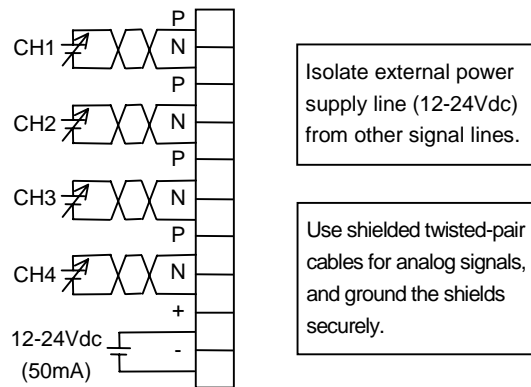 P
CH1
N
P
CH2
N
P
CH3
N
P
CH4
N
+
12-24Vdc
-
(50mA)
Isolate external power
supply line (12-24Vdc)
from other signal lines.
Use shielded twisted-pair
cables for analog signals,
and ground the shields
securely.